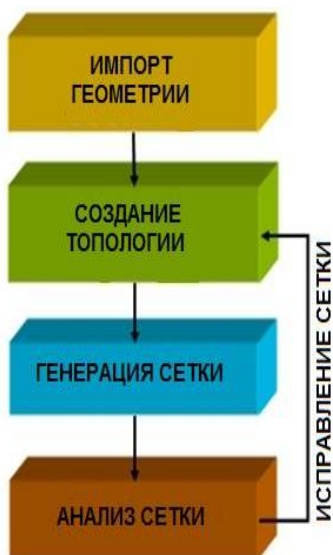 ИМПОРТ
ГЕОМЕТРИИ
СОЗДАНИЕ
ТОПОЛОГИИ
ГЕНЕРАЦИЯ СЕТКИ
АНАЛИЗ СЕТКИ
ИСПРАВЛЕНИЕ СЕТКИ